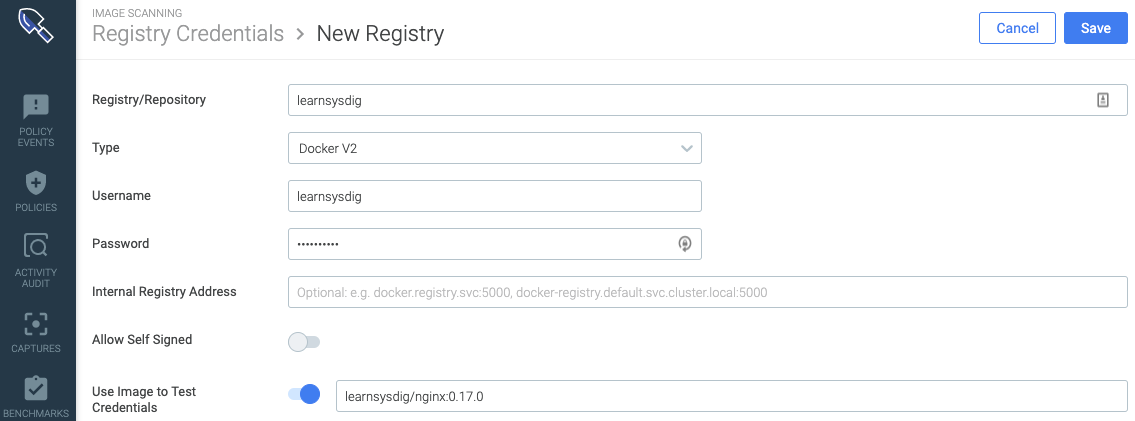 IMAGE SCANNING
Registry Credentials > New Registry
Cancel
Save
POLICY
EVENTS
POLICIES
ACTIVITY
AUDIT
CAPTURES
BENCHMARKS
Registry/Repository
learnsysdig
Type
Docker V2
Username
learnsysdig
Password
••••••••••
Internal Registry Address
Optional: e.g. docker.registry.svc:5000, docker-registry.default.svc.cluster.local:5000
Allow Self Signed
Use Image to Test
Credentials
learnsysdig/nginx:0.17.0